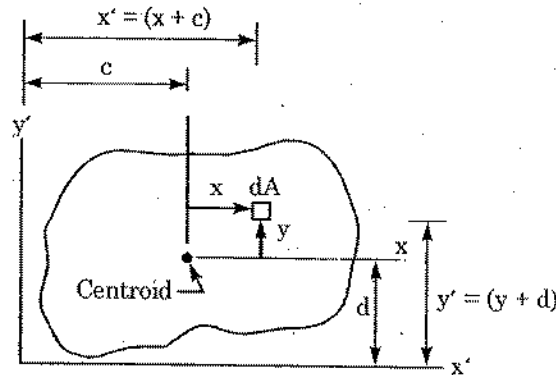 x′ = (x + c)
c
y′
x
dA
y
x
Centroid
d
y′ = (y + d)
x′